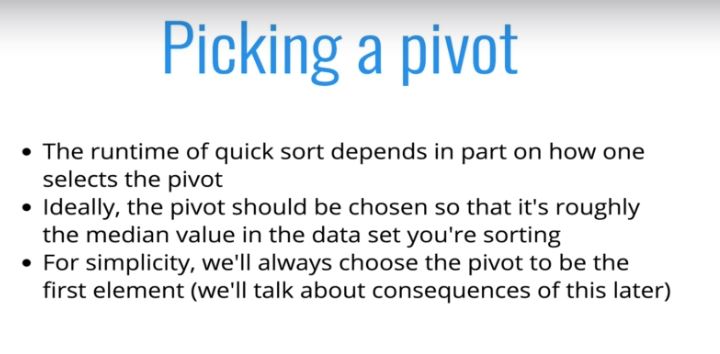 Picking a pivot
• The runtime of quick sort depends in part on how one
selects the pivot
• Ideally, the pivot should be chosen so that it's roughly
the median value in the data set you're sorting
• For simplicity, we'll always choose the pivot to be the
first element (we'll talk about consequences of this later)